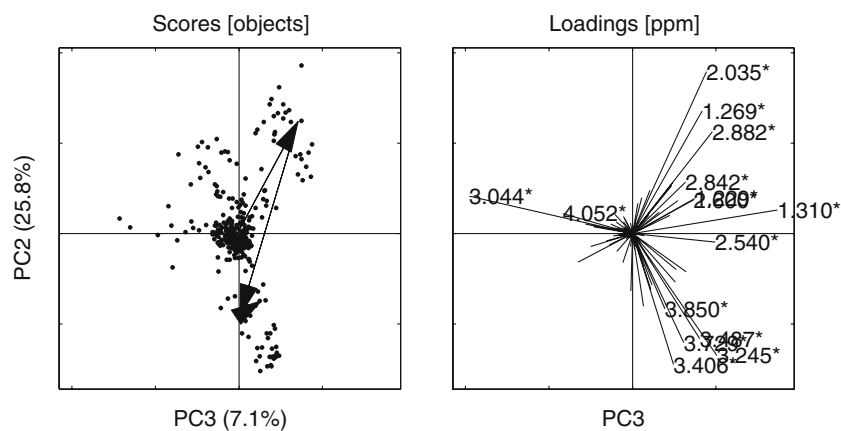 Scores [objects]
Loadings [ppm]
PC2 (25.8%)
PC3 (7.1%)
PC3
2.035*
1.269*
2.882*
2.842*
1.310*
2.540*
3.044*
4.052*
3.850*
3.245*
3.406*